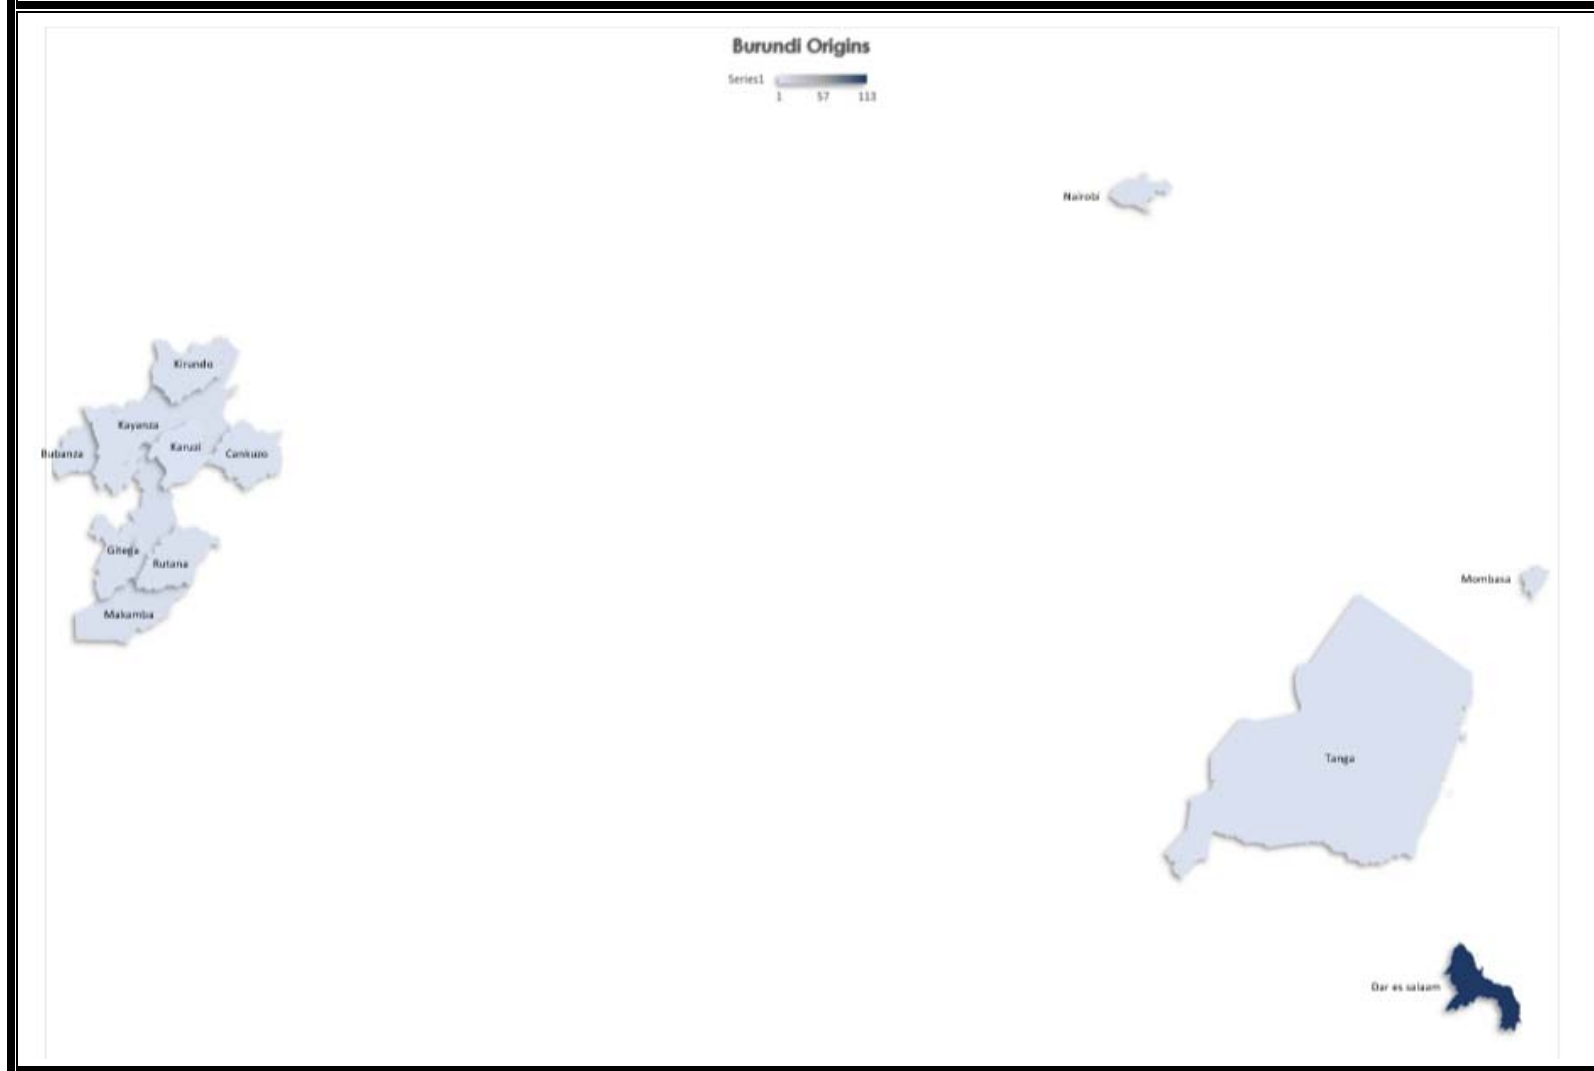 Burundi Origins
Series1
1 57 113
Nairobi
Kirundo
Kayanza
Karuzi
Bubanza
Cankuzo
Gitega
Rutana
Mombasa
Makamba
Tanga
Dar es salaam